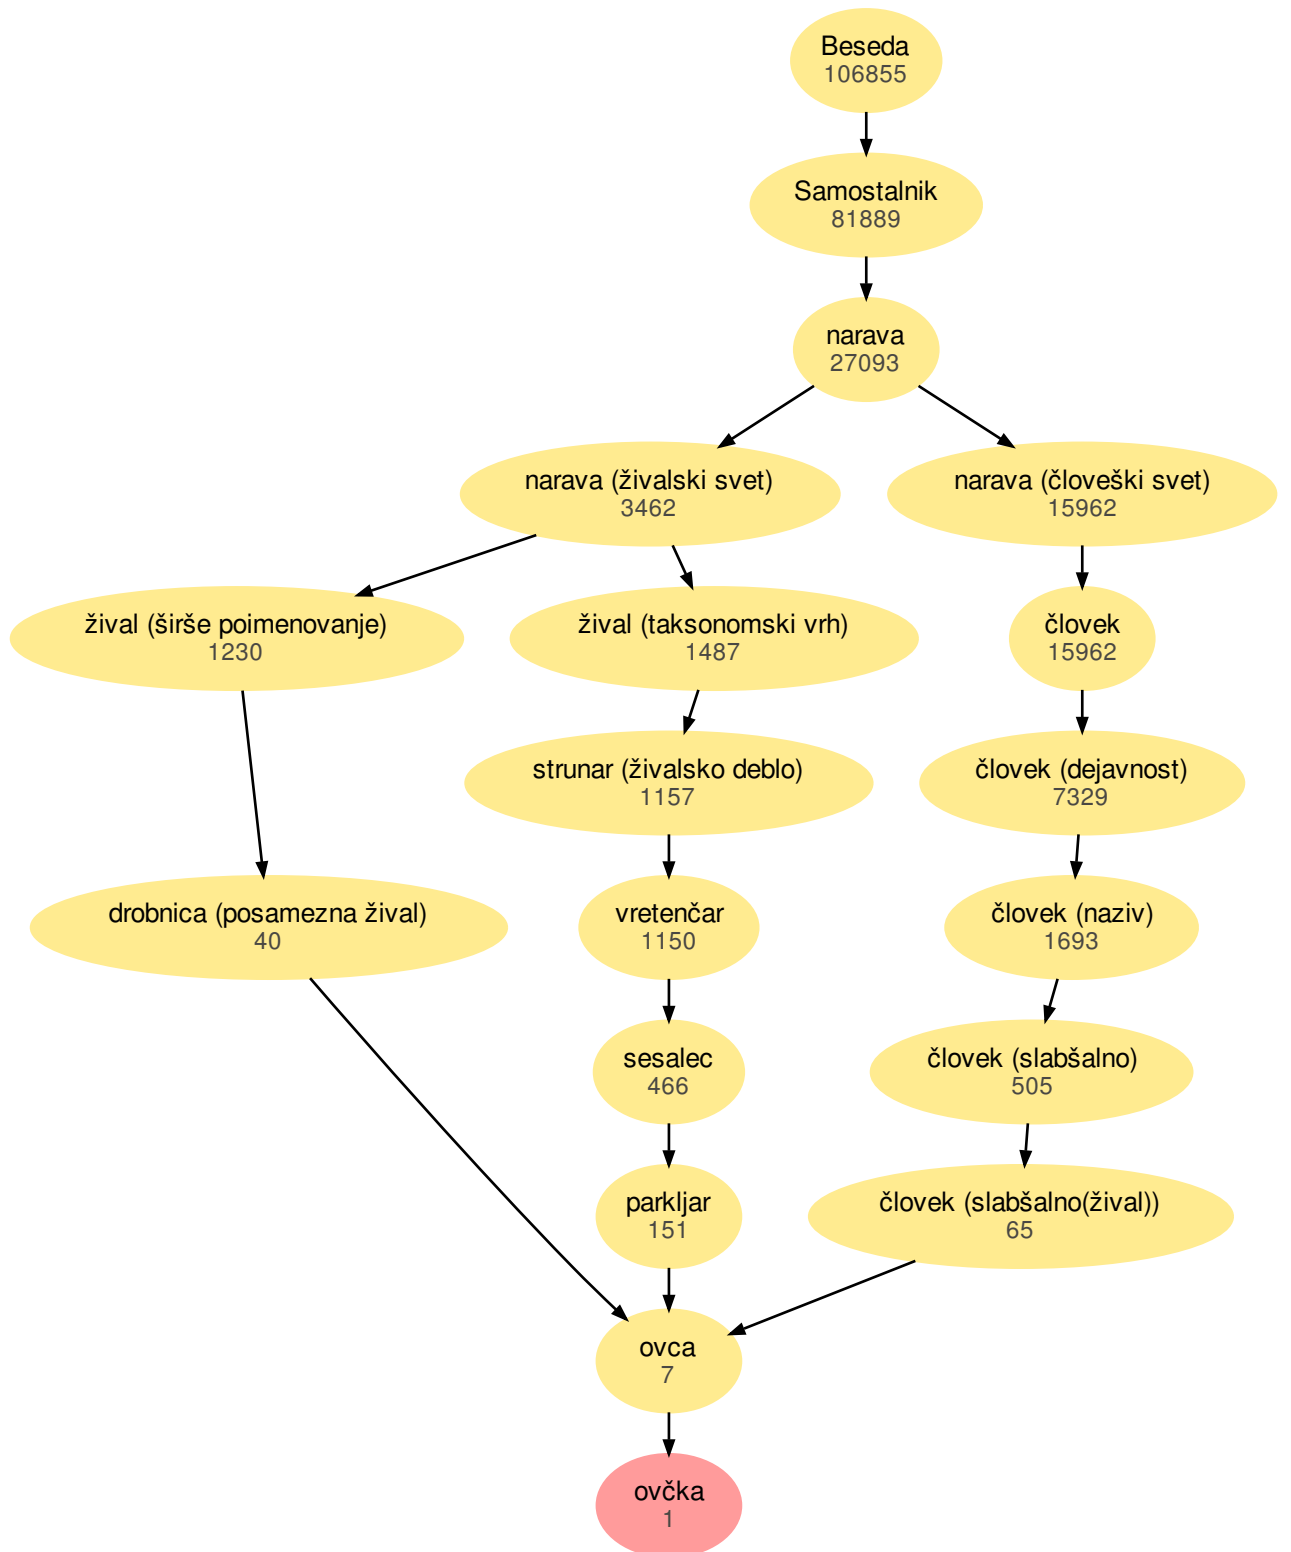 Beseda
106855
Samostalnik
81889
narava
27093
narava (živalski svet)
3462
narava (človeški svet)
15962
žival (širše poimenovanje)
1230
žival (taksonomski vrh)
1487
človek
15962
strunar (živalsko deblo)
1157
človek (dejavnost)
7329
drobnica (posamezna žival)
40
vretenčar
1150
človek (naziv)
1693
sesalec
466
človek (slabšalno)
505
parkljar
151
človek (slabšalno(žival))
65
ovca
7
ovčka
1